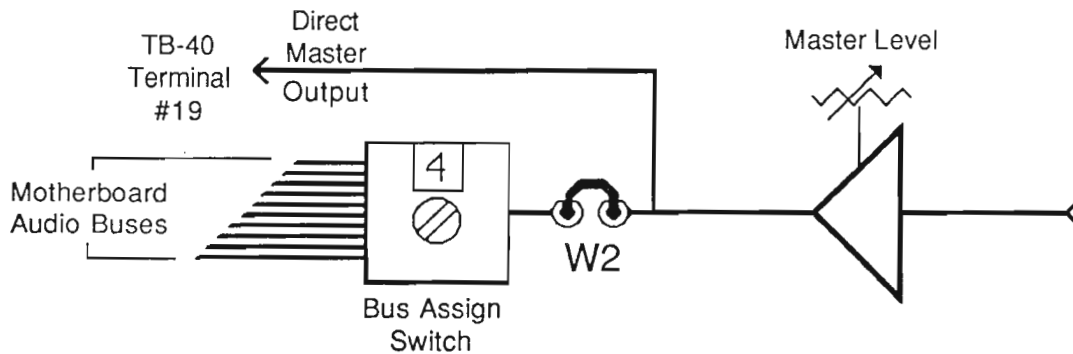 TB-40
Terminal
#19
Direct
Master
Output
Master Level
Motherboard
Audio Buses
4
W2
Bus Assign
Switch